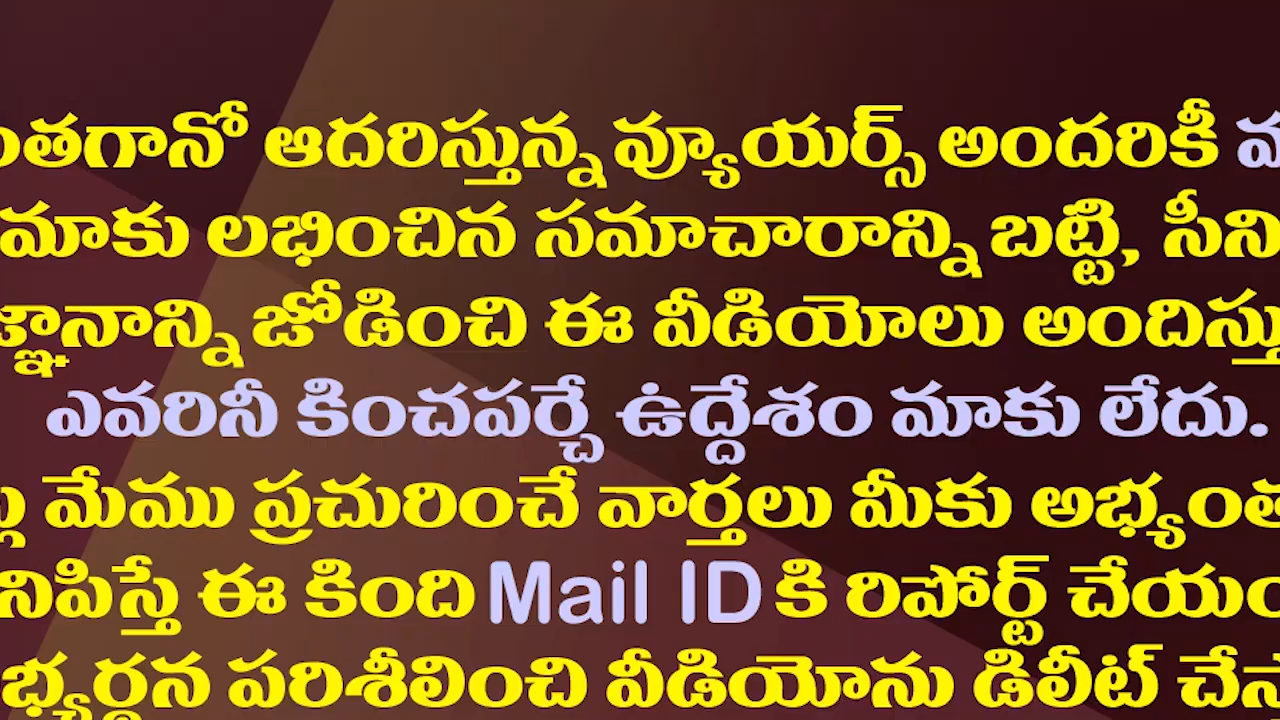 ంతగానో ఆదరిస్తున్న వ్యూయర్స్ అందరికీ
మాకు లభించిన సమాచారాన్ని బట్టి, సీని
జ్ఞానాన్ని జోడించి ఈ వీడియోలు అందిస్తు
ఎవరినీ కించపర్చే ఉద్దేశం మాకు లేదు.
మేము ప్రచురించే వార్తలు మీకు అభ్యంత
నిపిస్తే ఈ కింది Mail ID కి రిపోర్ట్ చేయం
భ్యర్థన పరిశీలించి వీడియోను డిలీట్ చేస